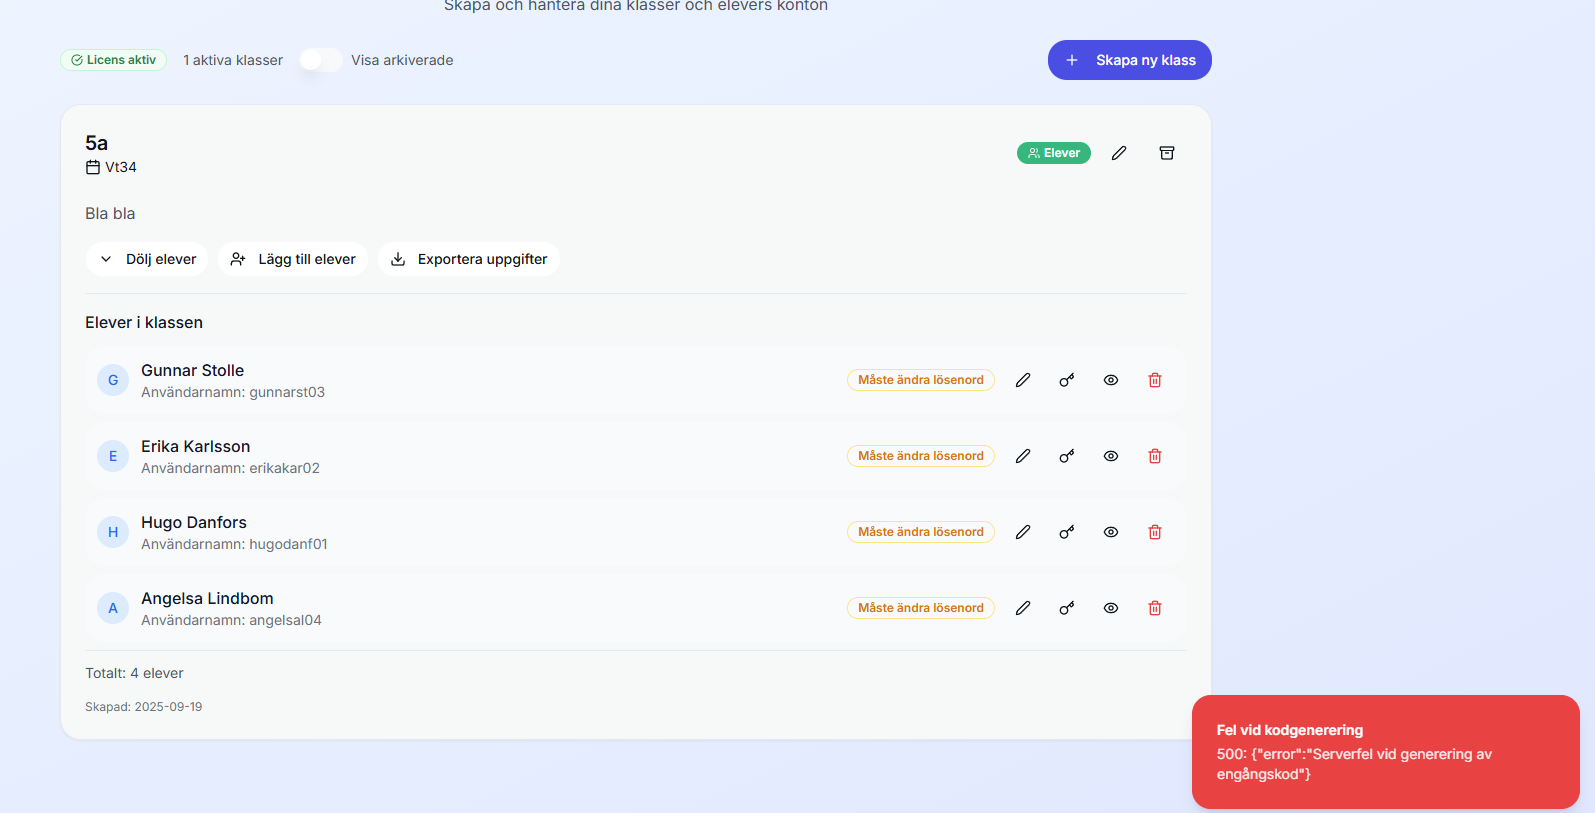 Skapa och hantera dina klasser och elevers konton
Licens aktiv
1 aktiva klasser
Visa arkiverade
Skapa ny klass
5a
Vt34
Elever
Bla bla
Dölj elever
Lägg till elever
Exportera uppgifter
Elever i klassen
G
Gunnar Stolle
Användarnamn: gunnarst03
Måste ändra lösenord
E
Erika Karlsson
Användarnamn: erikakar02
Måste ändra lösenord
H
Hugo Danfors
Användarnamn: hugodanf01
Måste ändra lösenord
A
Angelsa Lindbom
Användarnamn: angelsal04
Måste ändra lösenord
Totalt: 4 elever
Skapad: 2025-09-19
Fel vid kodgenerering
500: {"error":"Serverfel vid generering av
engångskod"}